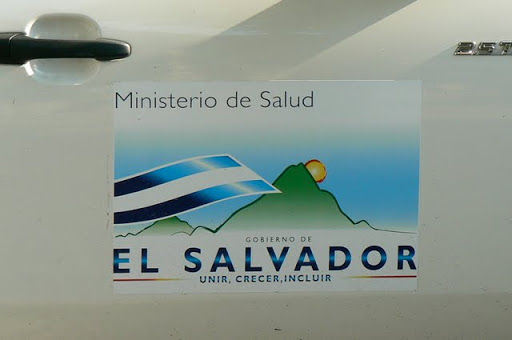 Ministerio de Salud
GOBIERNO DE
EL SALVADOR
UNIR, CRECER, INCLUIR